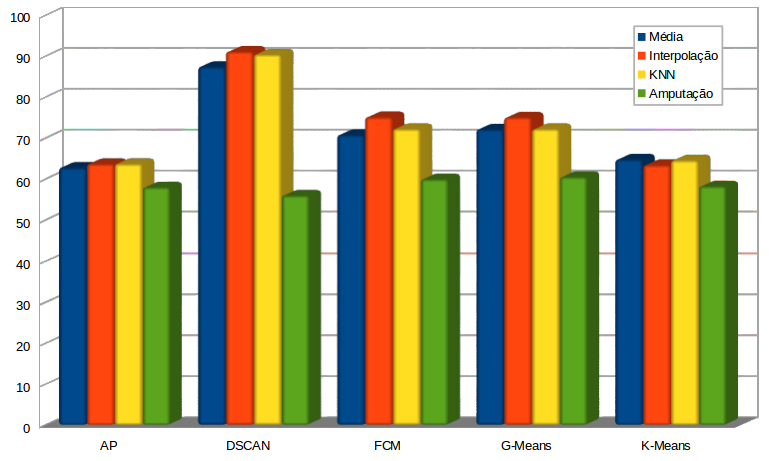 100
90
80
70
60
50
40
30
20
10
0
Média
Interpolação
KNN
Amputação
AP
DSCAN
FCM
G-Means
K-Means